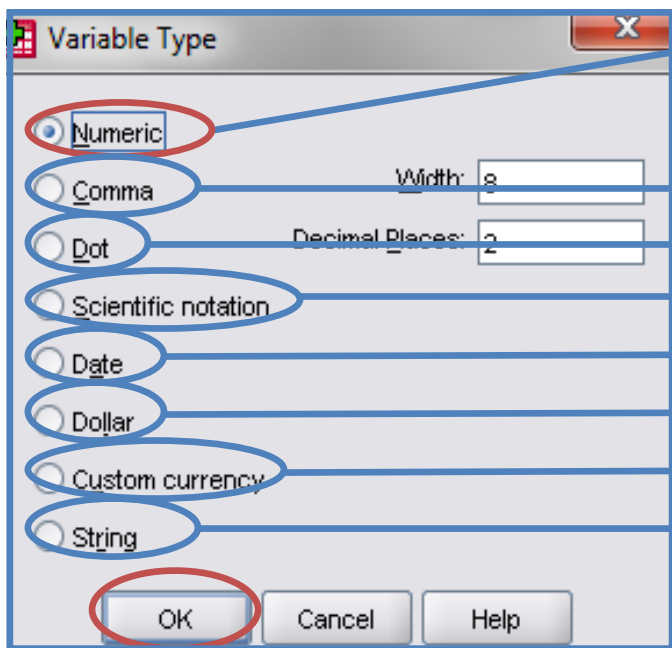 Variable Type
Numeric
Comma
Width: 8
Dot
Decimal Places: 2
Scientific notation
Date
Dollar
Custom currency
String
OK Cancel Help